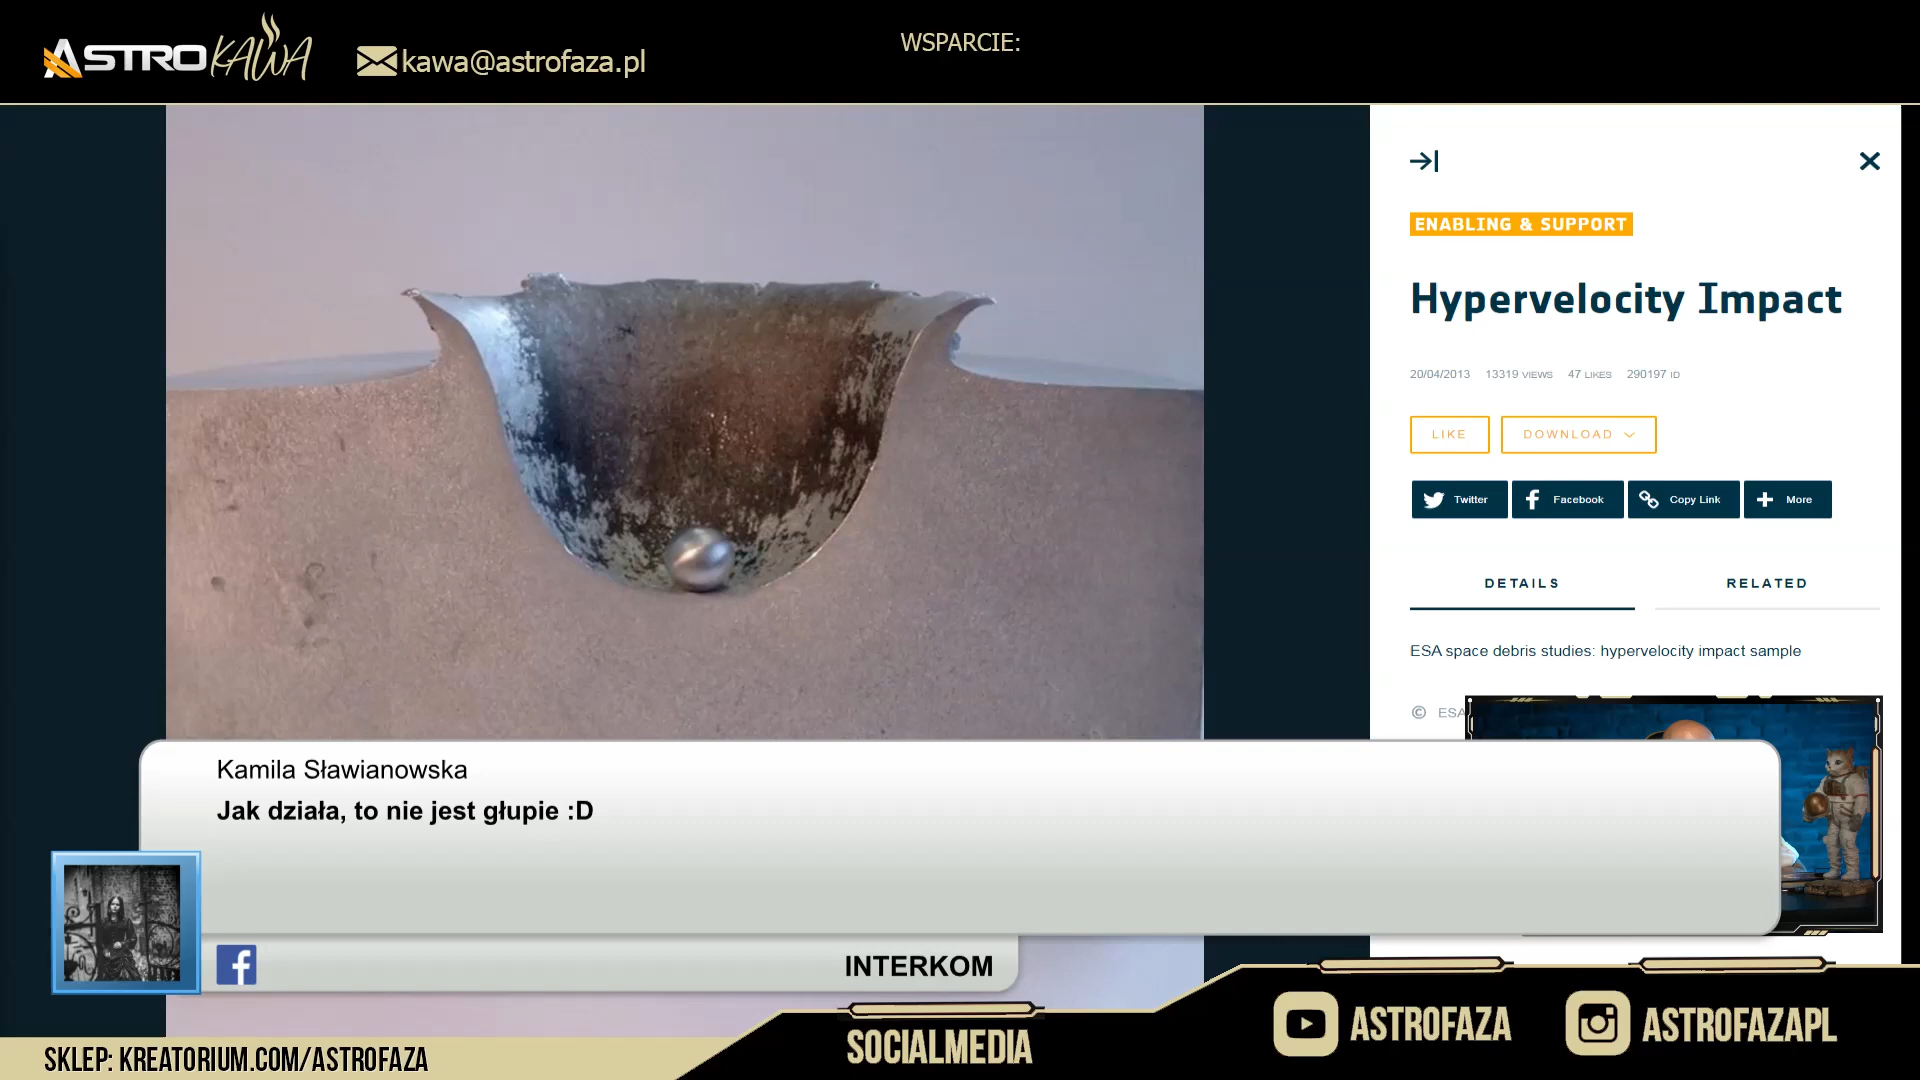 ASTROKAWA
kawa@astrofaza.pl
WSPARCIE:
ENABLING & SUPPORT
Hypervelocity Impact
20/04/2013 13319 VIEWS 47 LIKES 290197 ID
LIKE
DOWNLOAD
Twitter
Facebook
Copy Link
More
DETAILS
RELATED
ESA space debris studies: hypervelocity impact sample
© ESA
Kamila Sławianowska
Jak działa, to nie jest głupie :D
INTERKOM
SOCIALMEDIA
ASTROFAZA
ASTROFAZAPL
SKLEP: KREATORIUM.COM/ASTROFAZA